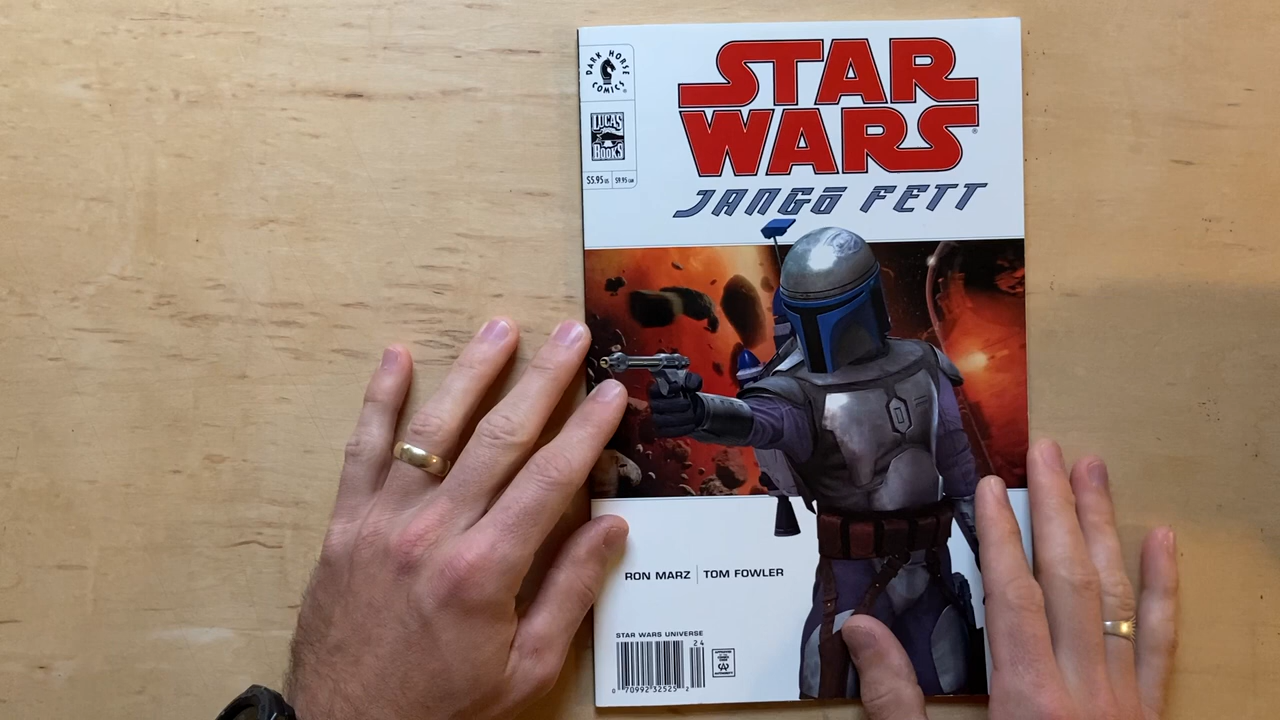 DARK HORSE
COMICS®
LUCAS
BOOKS
$5.95 US $9.95 CAN
STAR
WARS®
JANGO FETT
RON MARZ | TOM FOWLER
STAR WARS UNIVERSE
24
0 70992 32525 2